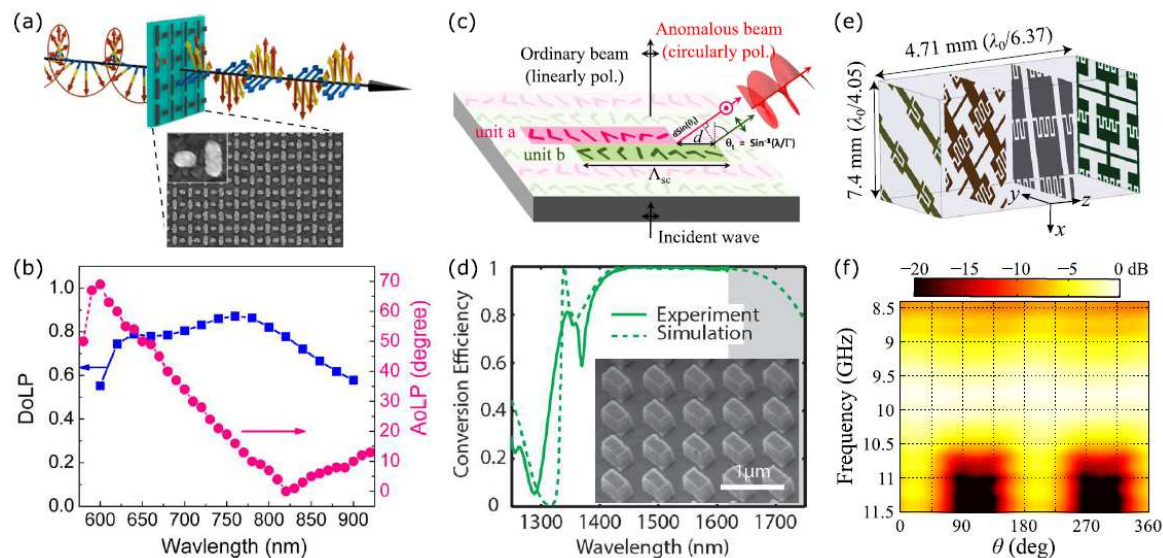 (a)
(b)
DoLP
1.0
0.8
0.6
0.4
0.2
0.0
600 650 700 750 800 850 900
Wavelength (nm)
70
60
50
40
30
20
10
0
AoLP (degree)
(c)
Ordinary beam
(linearly pol.)
Anomalous beam
(circularly pol.)
unit a
unit b
dSin(θt)
d
θt = Sin⁻¹(λ/Γ)
Λsc
Incident wave
(d)
Conversion Efficiency
1
0.8
0.6
0.4
0.2
0
Experiment
Simulation
1μm
1300 1400 1500 1600 1700
Wavelength (nm)
(e)
4.71 mm (λ0/6.37)
7.4 mm (λ0/4.05)
y
z
x
(f)
−20 −15 −10 −5 0 dB
Frequency (GHz)
8.5
9
9.5
10
10.5
11
11.5
0 90 180 270 360
θ (deg)